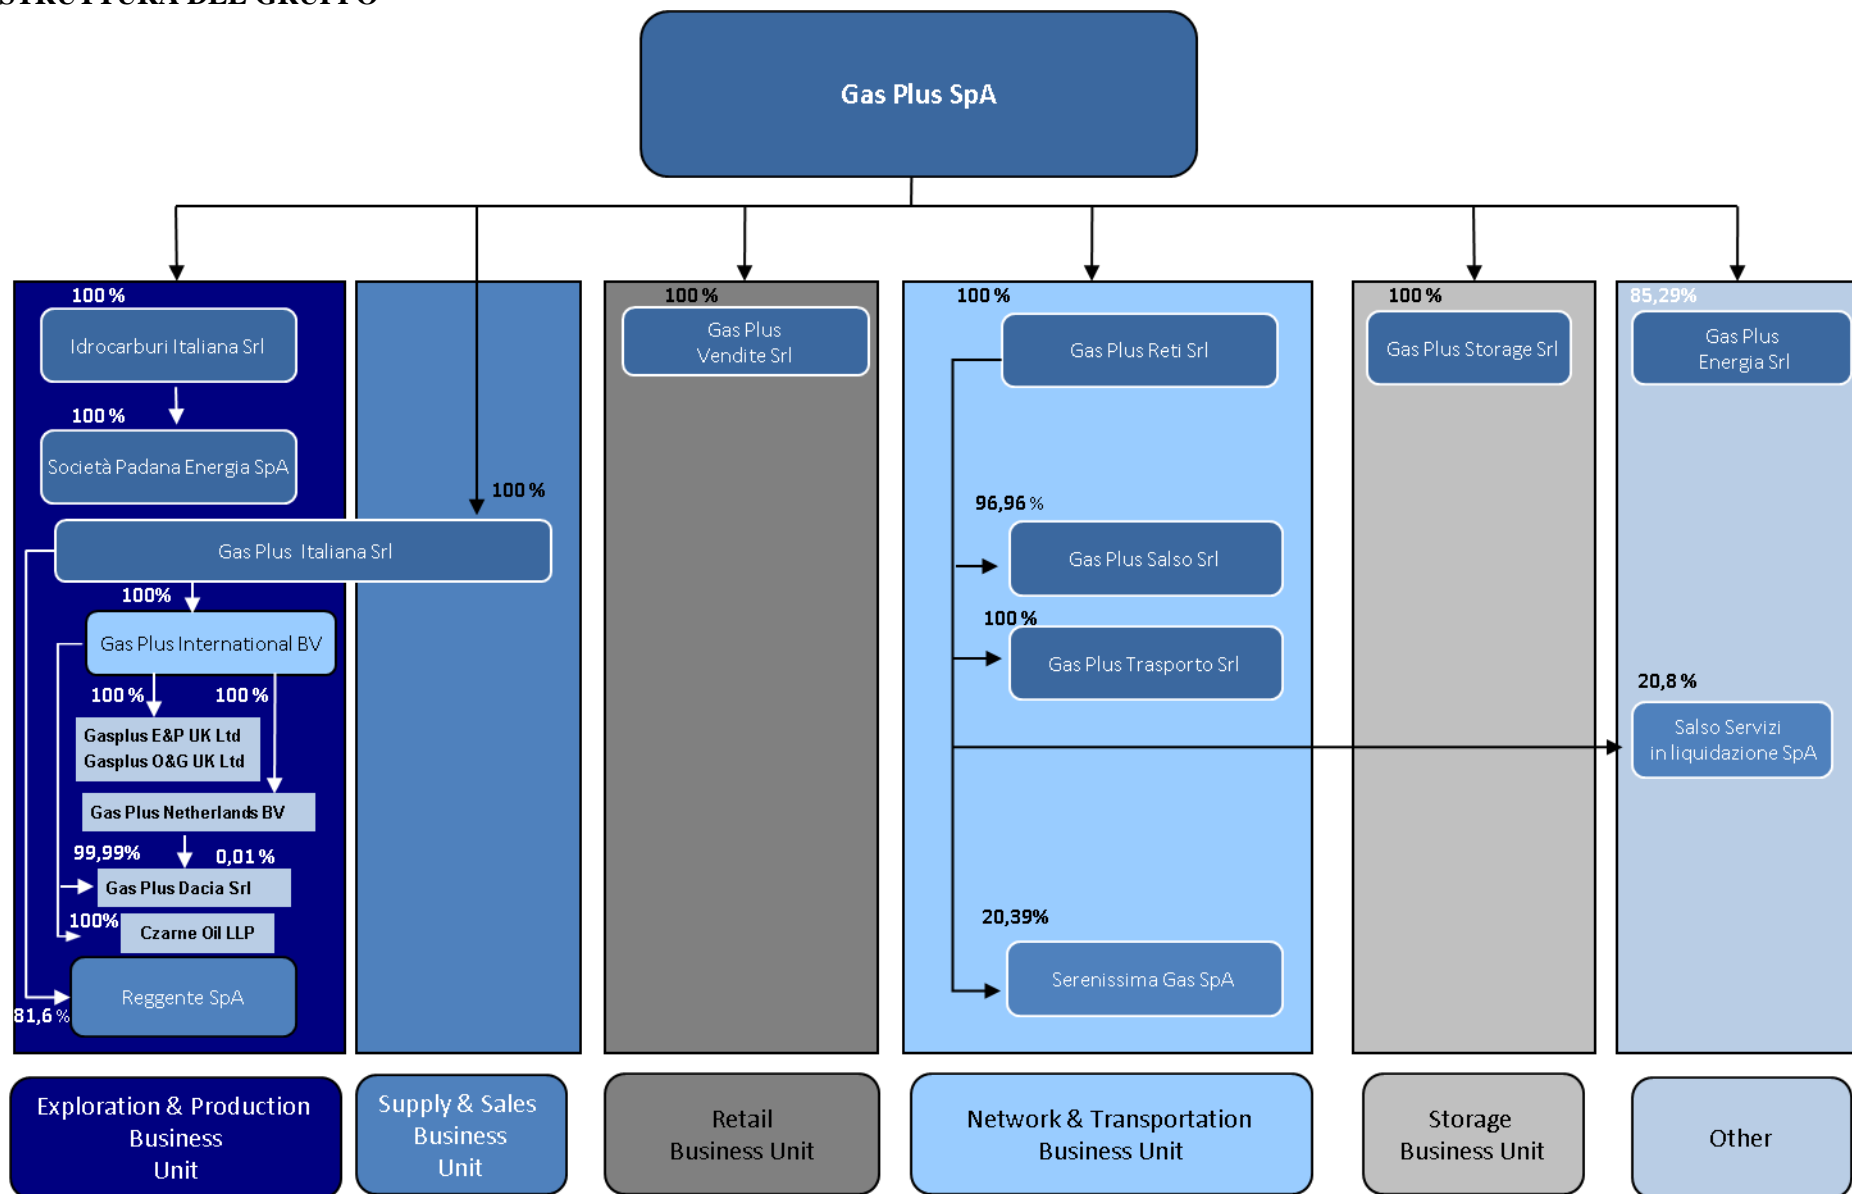 STRUTTURA DEL GRUPPO
Gas Plus SpA
100 %
Idrocarburi Italiana Srl
100 %
Società Padana Energia SpA
100 %
Gas Plus Italiana Srl
100%
Gas Plus International BV
100 %
100 %
Gasplus E&P UK Ltd
Gasplus O&G UK Ltd
Gas Plus Netherlands BV
99,99%
0,01 %
Gas Plus Dacia Srl
100%
Czarne Oil LLP
Reggente SpA
81,6 %
100 %
Gas Plus
Vendite Srl
100 %
Gas Plus Reti Srl
96,96 %
Gas Plus Salso Srl
100 %
Gas Plus Trasporto Srl
20,39%
Serenissima Gas SpA
100 %
Gas Plus Storage Srl
85,29%
Gas Plus
Energia Srl
20,8 %
Salso Servizi
in liquidazione SpA
Exploration & Production
Business
Unit
Supply & Sales
Business
Unit
Retail
Business Unit
Network & Transportation
Business Unit
Storage
Business Unit
Other